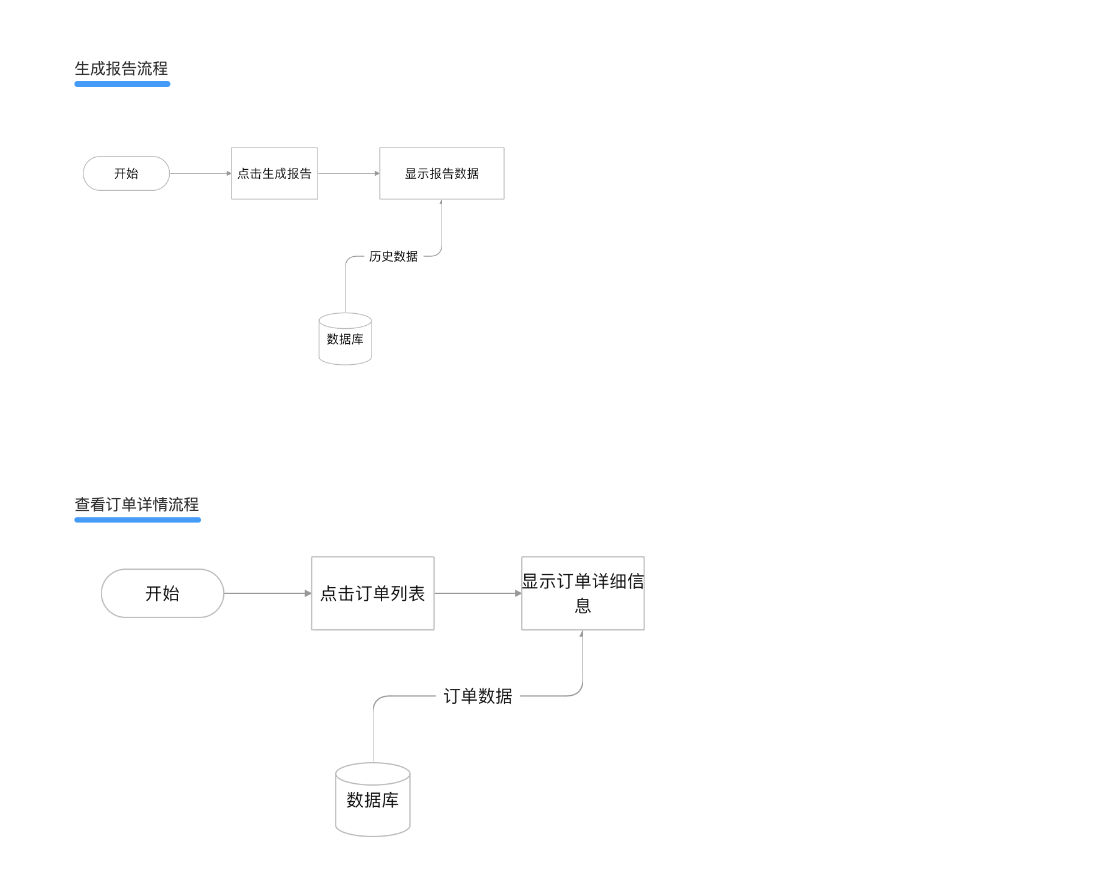 生成报告流程
开始
点击生成报告
显示报告数据
历史数据
数据库
查看订单详情流程
开始
点击订单列表
显示订单详细信
息
订单数据
数据库